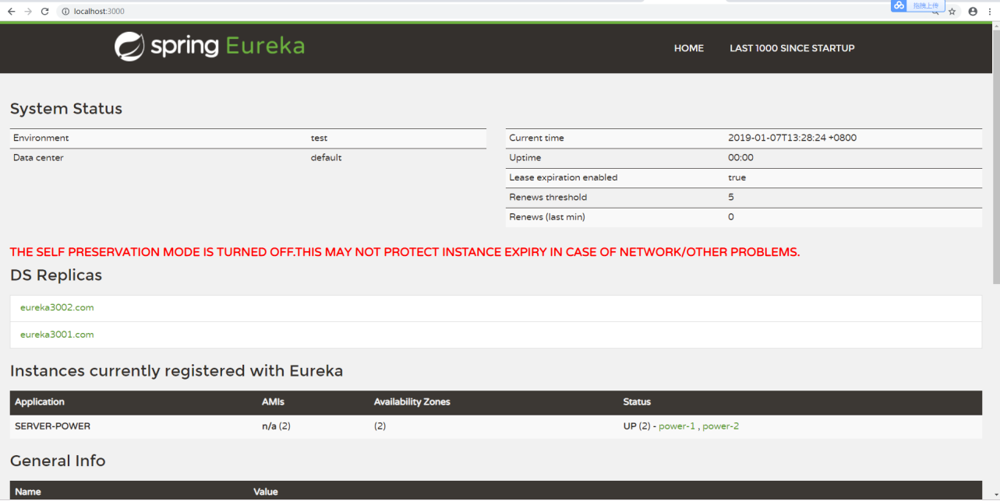 localhost:3000
拖拽上传
spring Eureka
HOME LAST 1000 SINCE STARTUP
System Status
Environment test
Data center default
Current time 2019-01-07T13:28:24 +0800
Uptime 00:00
Lease expiration enabled true
Renews threshold 5
Renews (last min) 0
THE SELF PRESERVATION MODE IS TURNED OFF.THIS MAY NOT PROTECT INSTANCE EXPIRY IN CASE OF NETWORK/OTHER PROBLEMS.
DS Replicas
eureka3002.com
eureka3001.com
Instances currently registered with Eureka
Application AMIs Availability Zones Status
SERVER-POWER n/a (2) (2) UP (2) - power-1 , power-2
General Info
Name Value